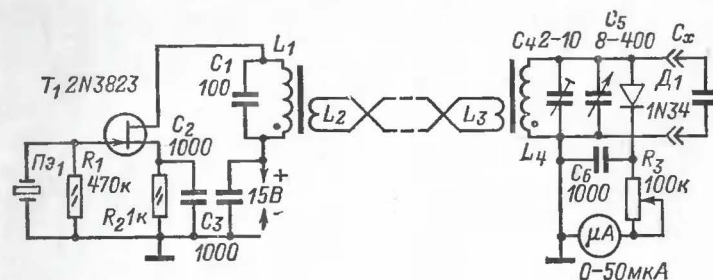 T1 2N3823
Пэ1
R1
470к
R2 1к
C2
1000
C3
1000
C1
100
L1
+
15В
-
L2
L3
L4
C4 2-10
C5
8-400
Cx
Д1
1N34
C6
1000
R3
100к
μA
0-50мкА